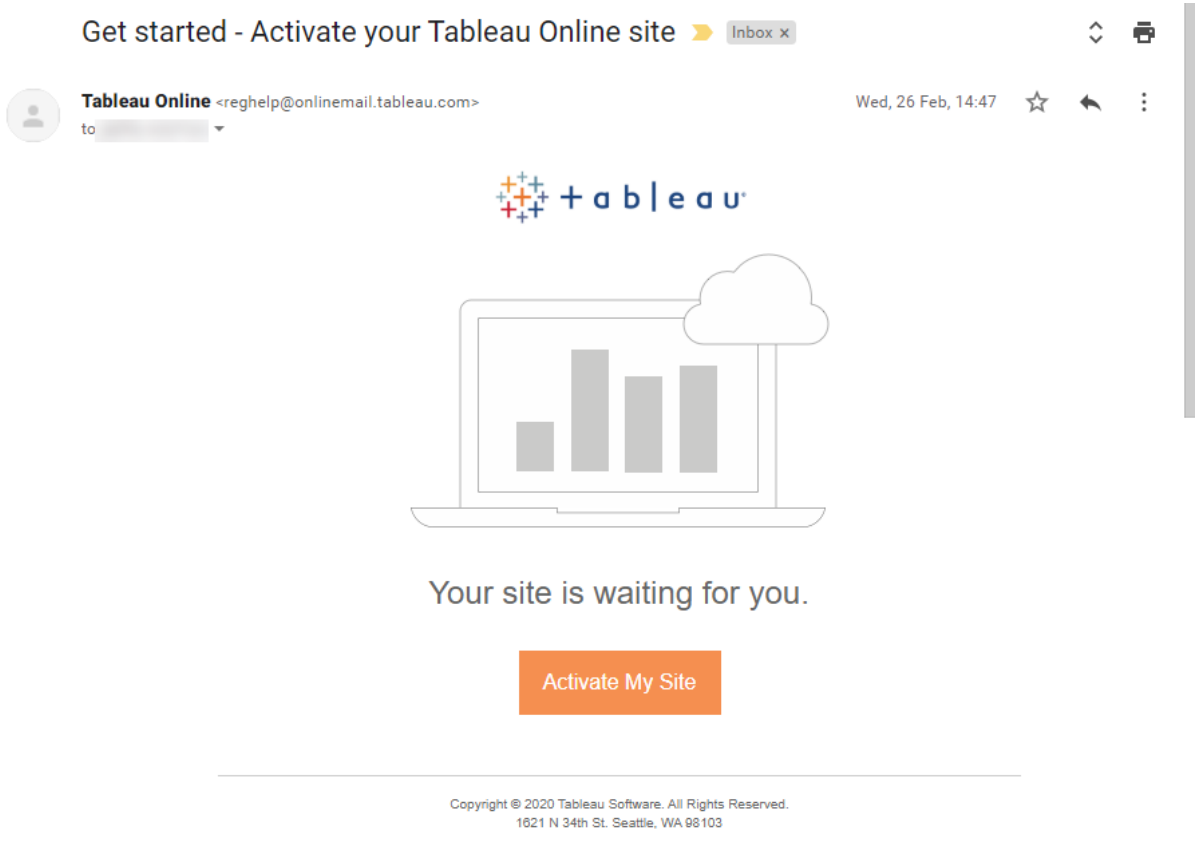 Get started - Activate your Tableau Online site Inbox x
Tableau Online <reghelp@onlinemail.tableau.com> Wed, 26 Feb, 14:47
to
+ableau®
Your site is waiting for you.
Activate My Site
Copyright © 2020 Tableau Software. All Rights Reserved.
1621 N 34th St. Seattle, WA 98103